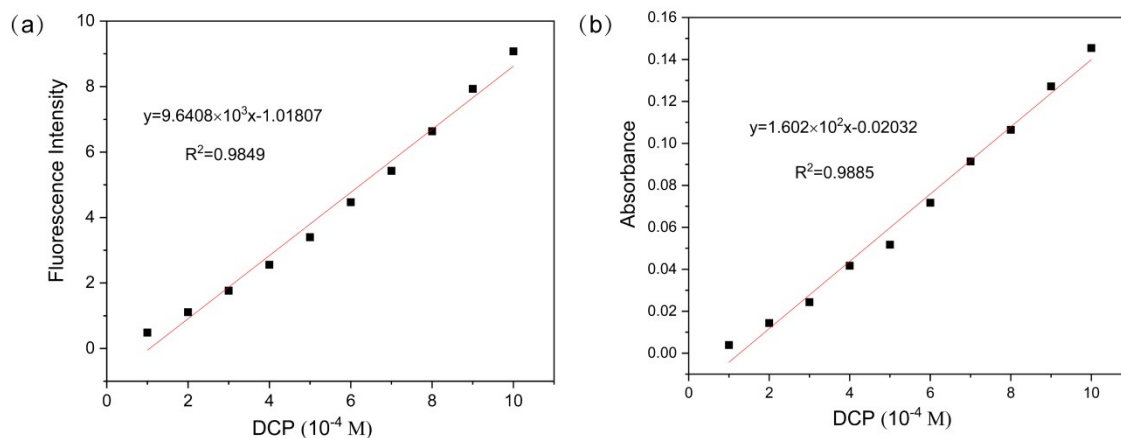 (a)
10
8
6
4
2
0
Fluorescence Intensity
y=9.6408×10³x-1.01807
R²=0.9849
0 2 4 6 8 10
DCP (10⁻⁴ M)
(b)
0.16
0.14
0.12
0.10
0.08
0.06
0.04
0.02
0.00
Absorbance
y=1.602×10²x-0.02032
R²=0.9885
0 2 4 6 8 10
DCP (10⁻⁴ M)